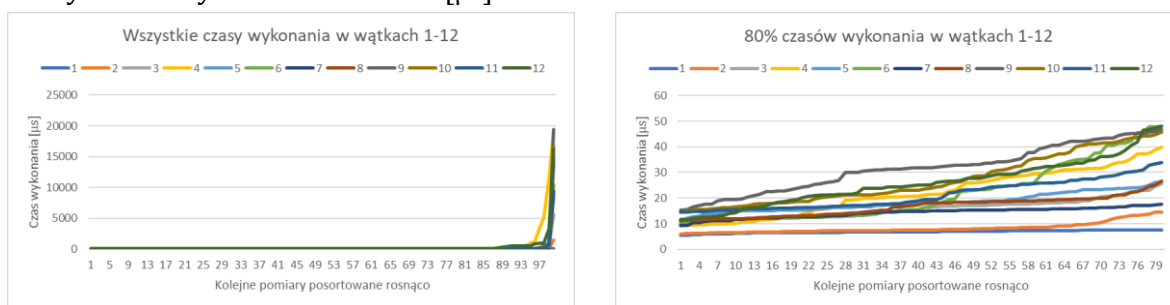 [µs]
Wszystkie czasy wykonania w wątkach 1-12
1 2 3 4 5 6 7 8 9 10 11 12
Czas wykonania [µs]
25000
20000
15000
10000
5000
0
1 5 9 13 17 21 25 29 33 37 41 45 49 53 57 61 65 69 73 77 81 85 89 93 97
Kolejne pomiary posortowane rosnąco
80% czasów wykonania w wątkach 1-12
1 2 3 4 5 6 7 8 9 10 11 12
Czas wykonania [µs]
60
50
40
30
20
10
0
1 4 7 10 13 16 19 22 25 28 31 34 37 40 43 46 49 52 55 58 61 64 67 70 73 76 79
Kolejne pomiary posortowane rosnąco